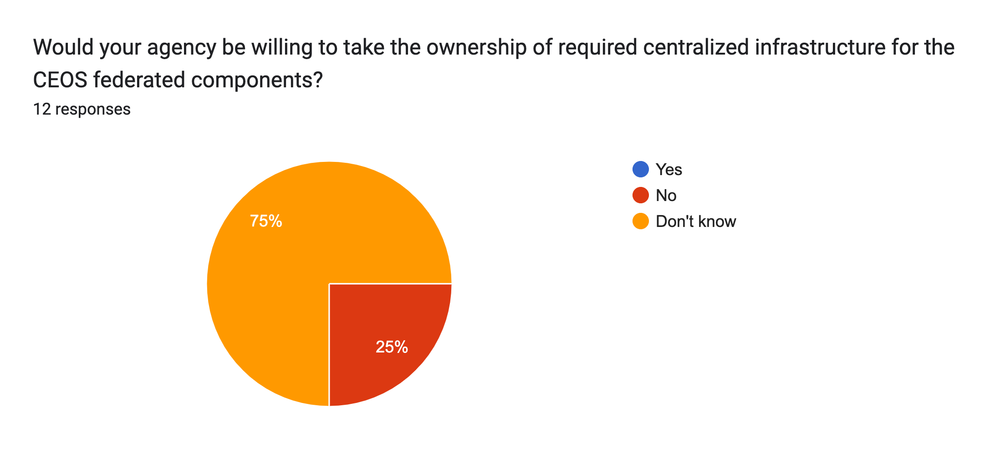 Would your agency be willing to take the ownership of required centralized infrastructure for the
CEOS federated components?
12 responses
Yes
No
Don't know
75%
25%